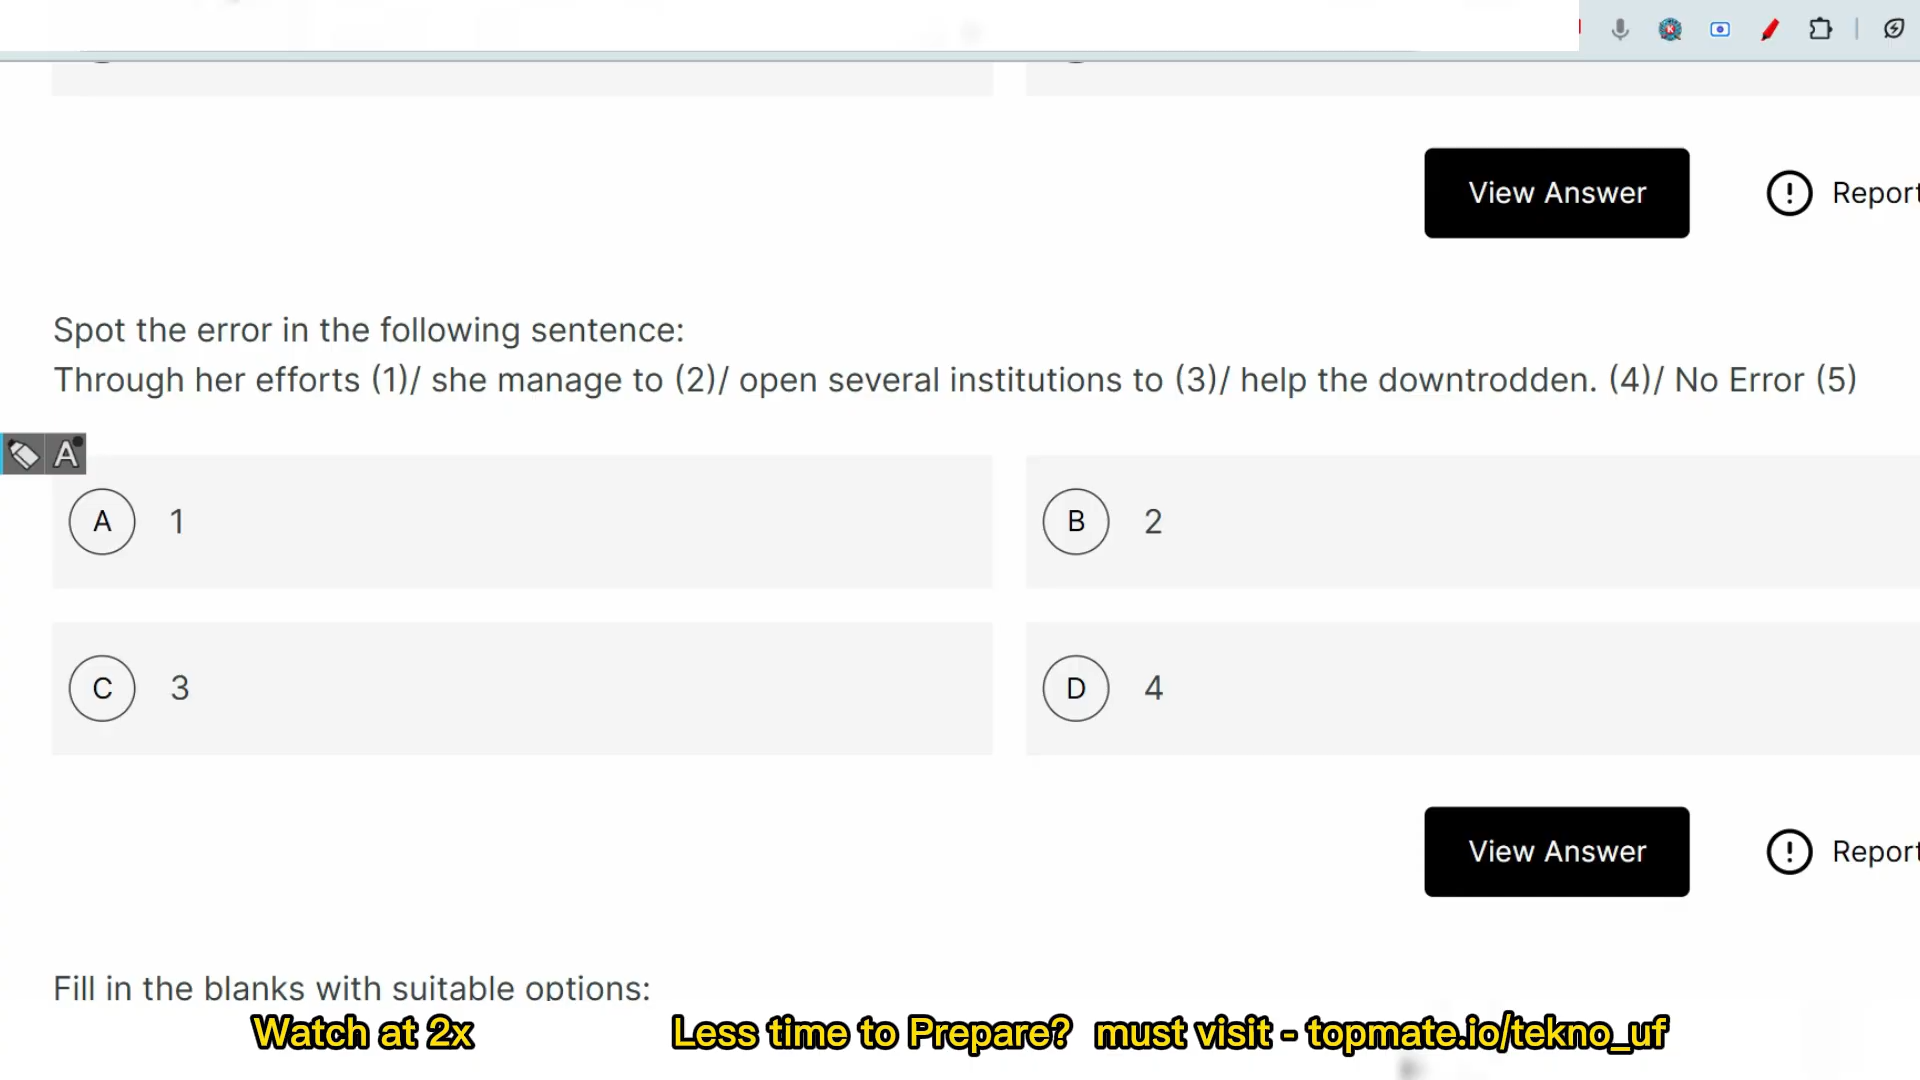 View Answer
Report
Spot the error in the following sentence:
Through her efforts (1)/ she manage to (2)/ open several institutions to (3)/ help the downtrodden. (4)/ No Error (5)
A
A 1
B 2
C 3
D 4
View Answer
Report
Fill in the blanks with suitable options:
Watch at 2x
Less time to Prepare? must visit - topmate.io/tekno_uf